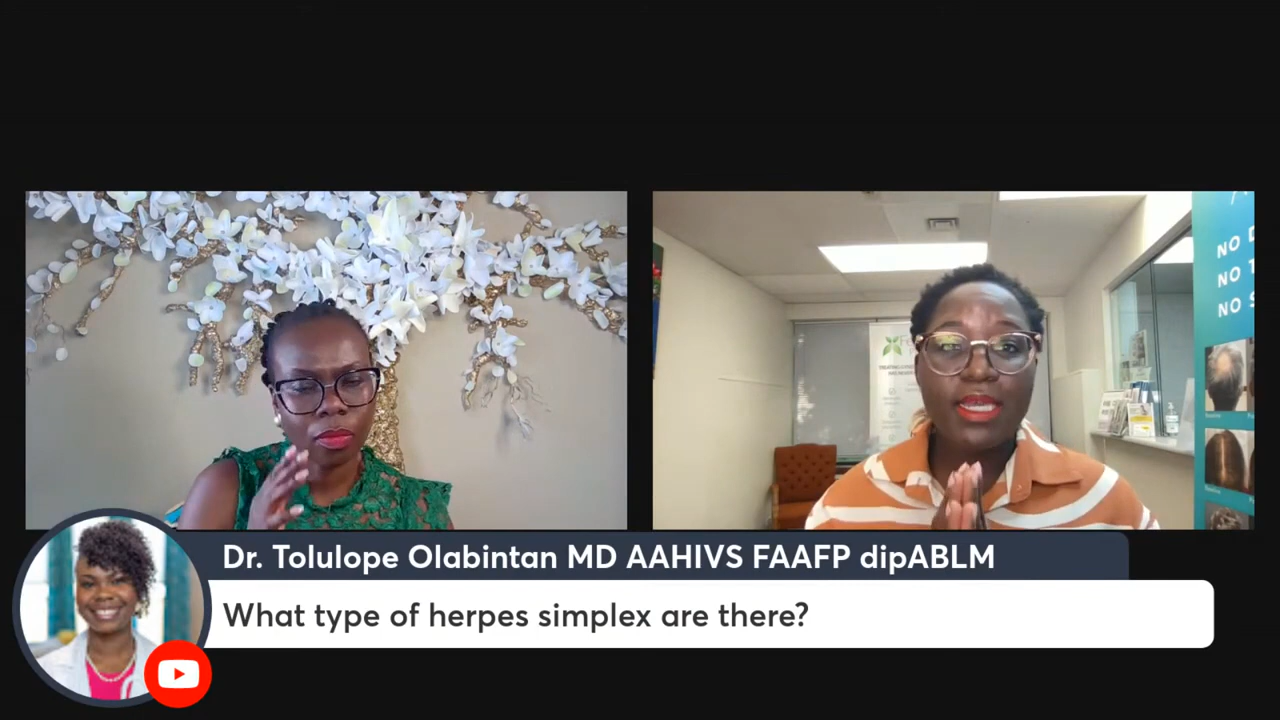 NO
NO
NO
Dr. Tolulope Olabintan MD AAHIVS FAAFP dipABLM
What type of herpes simplex are there?